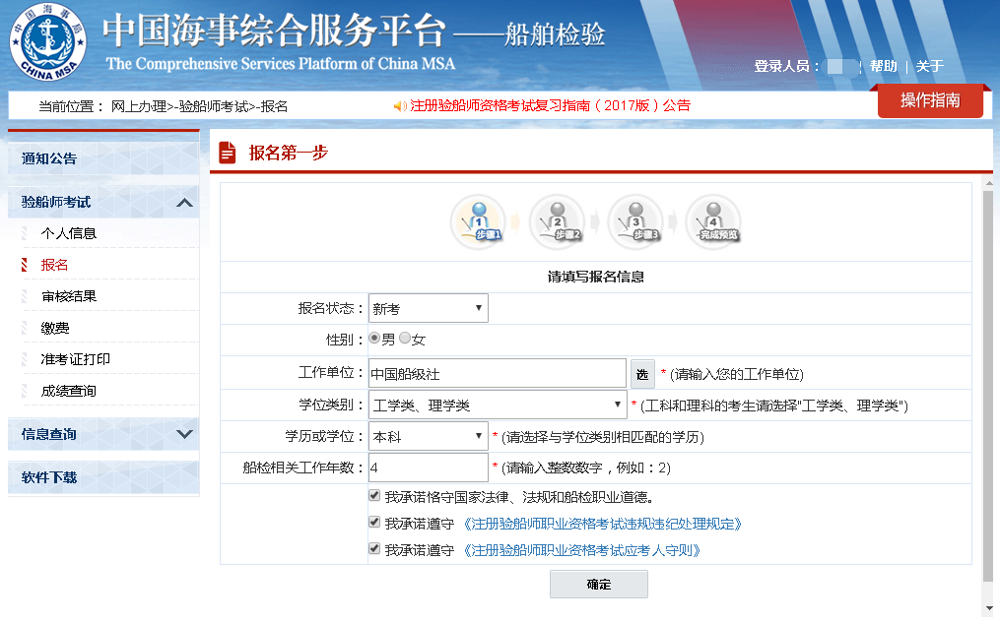 中国海事局
CHINA MSA
中国海事综合服务平台——船舶检验
The Comprehensive Services Platform of China MSA
登录人员： | 帮助 | 关于
当前位置： 网上办理>-验船师考试>-报名
注册验船师资格考试复习指南（2017版）公告
操作指南
通知公告
验船师考试
个人信息
报名
审核结果
缴费
准考证打印
成绩查询
信息查询
软件下载
报名第一步
1 步骤1
2 步骤2
3 步骤3
4 完成预览
请填写报名信息
报名状态： 新考
性别： 男 女
工作单位： 中国船级社 选 * (请输入您的工作单位)
学位类别： 工学类、理学类 * (工科和理科的考生请选择"工学类、理学类")
学历或学位： 本科 * (请选择与学位类别相匹配的学历)
船检相关工作年数： 4 * (请输入整数数字，例如：2)
我承诺恪守国家法律、法规和船检职业道德。
我承诺遵守 《注册验船师职业资格考试违规违纪处理规定》
我承诺遵守 《注册验船师职业资格考试应考人守则》
确定